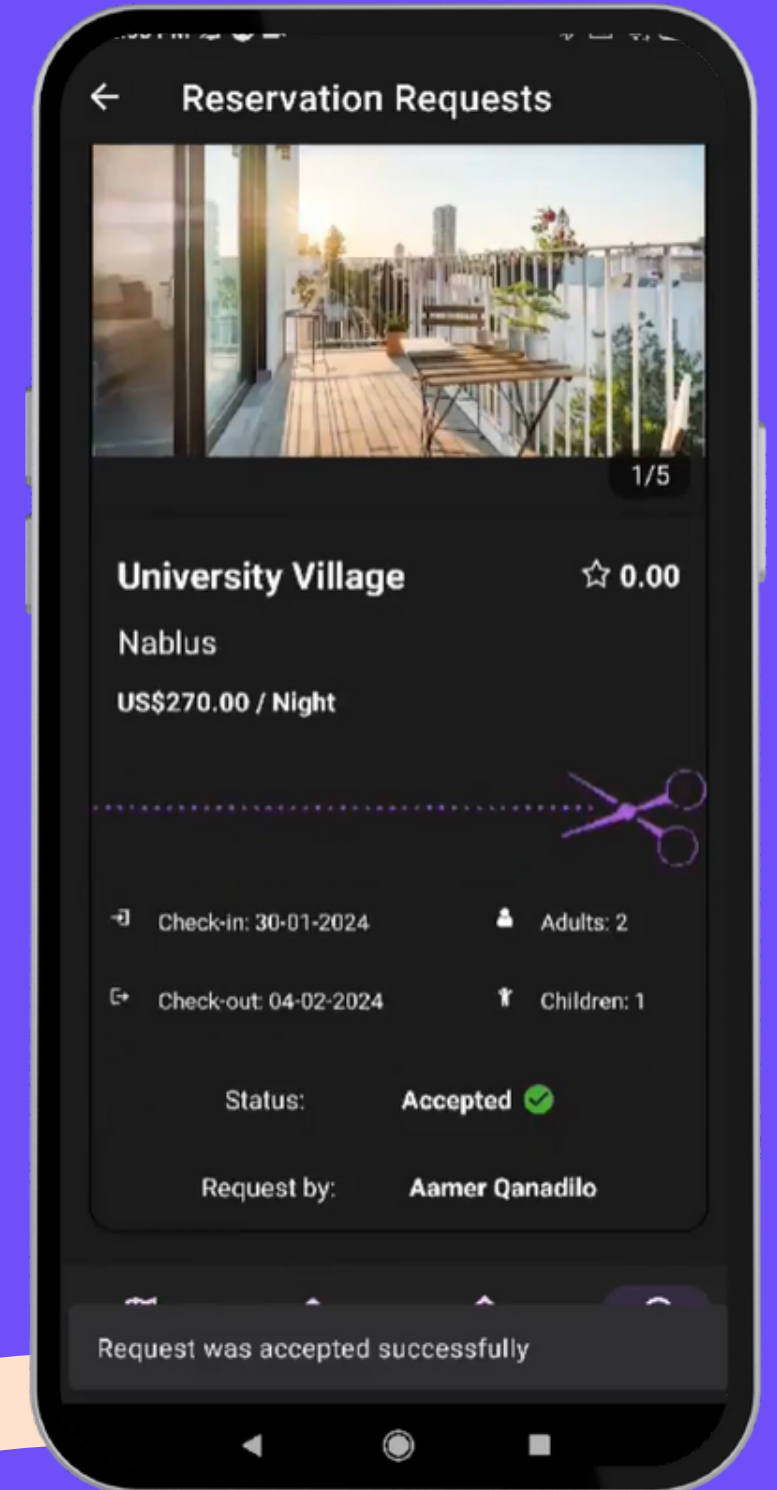 Reservation Requests
1/5
University Village
0.00
Nablus
US$270.00 / Night
Check-in: 30-01-2024
Adults: 2
Check-out: 04-02-2024
Children: 1
Status:
Accepted
Request by:
Aamer Qanadilo
Request was accepted successfully